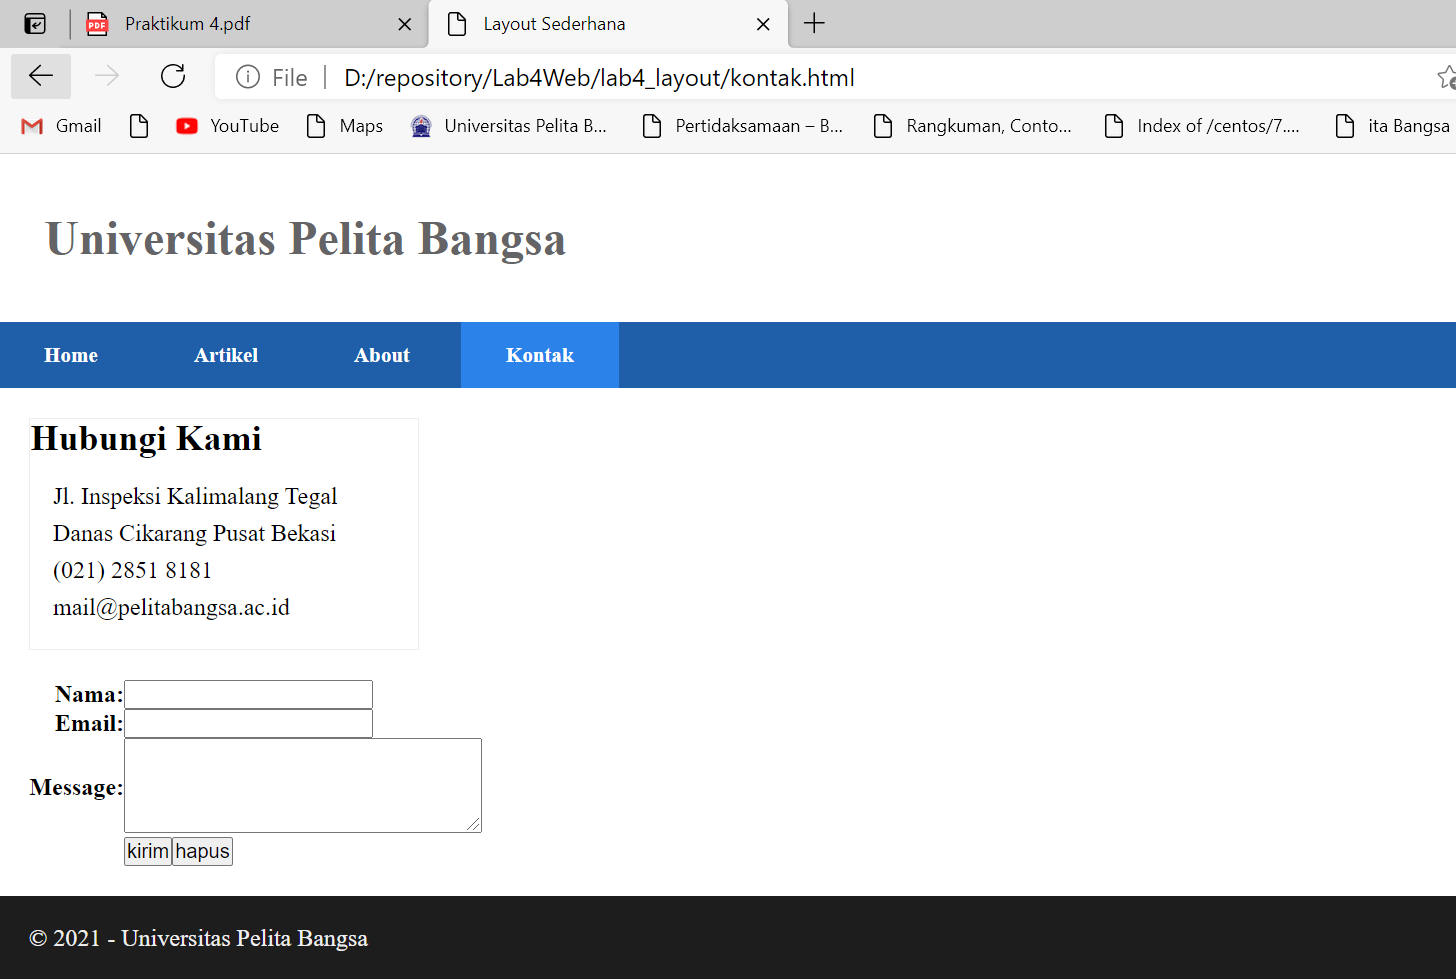 Praktikum 4.pdf
Layout Sederhana
File
D:/repository/Lab4Web/lab4_layout/kontak.html
Gmail
YouTube
Maps
Universitas Pelita B...
Pertidaksamaan – B...
Rangkuman, Conto...
Index of /centos/7....
ita Bangsa
Universitas Pelita Bangsa
Home
Artikel
About
Kontak
Hubungi Kami
Jl. Inspeksi Kalimalang Tegal
Danas Cikarang Pusat Bekasi
(021) 2851 8181
mail@pelitabangsa.ac.id
Nama:
Email:
Message:
kirim
hapus
© 2021 - Universitas Pelita Bangsa